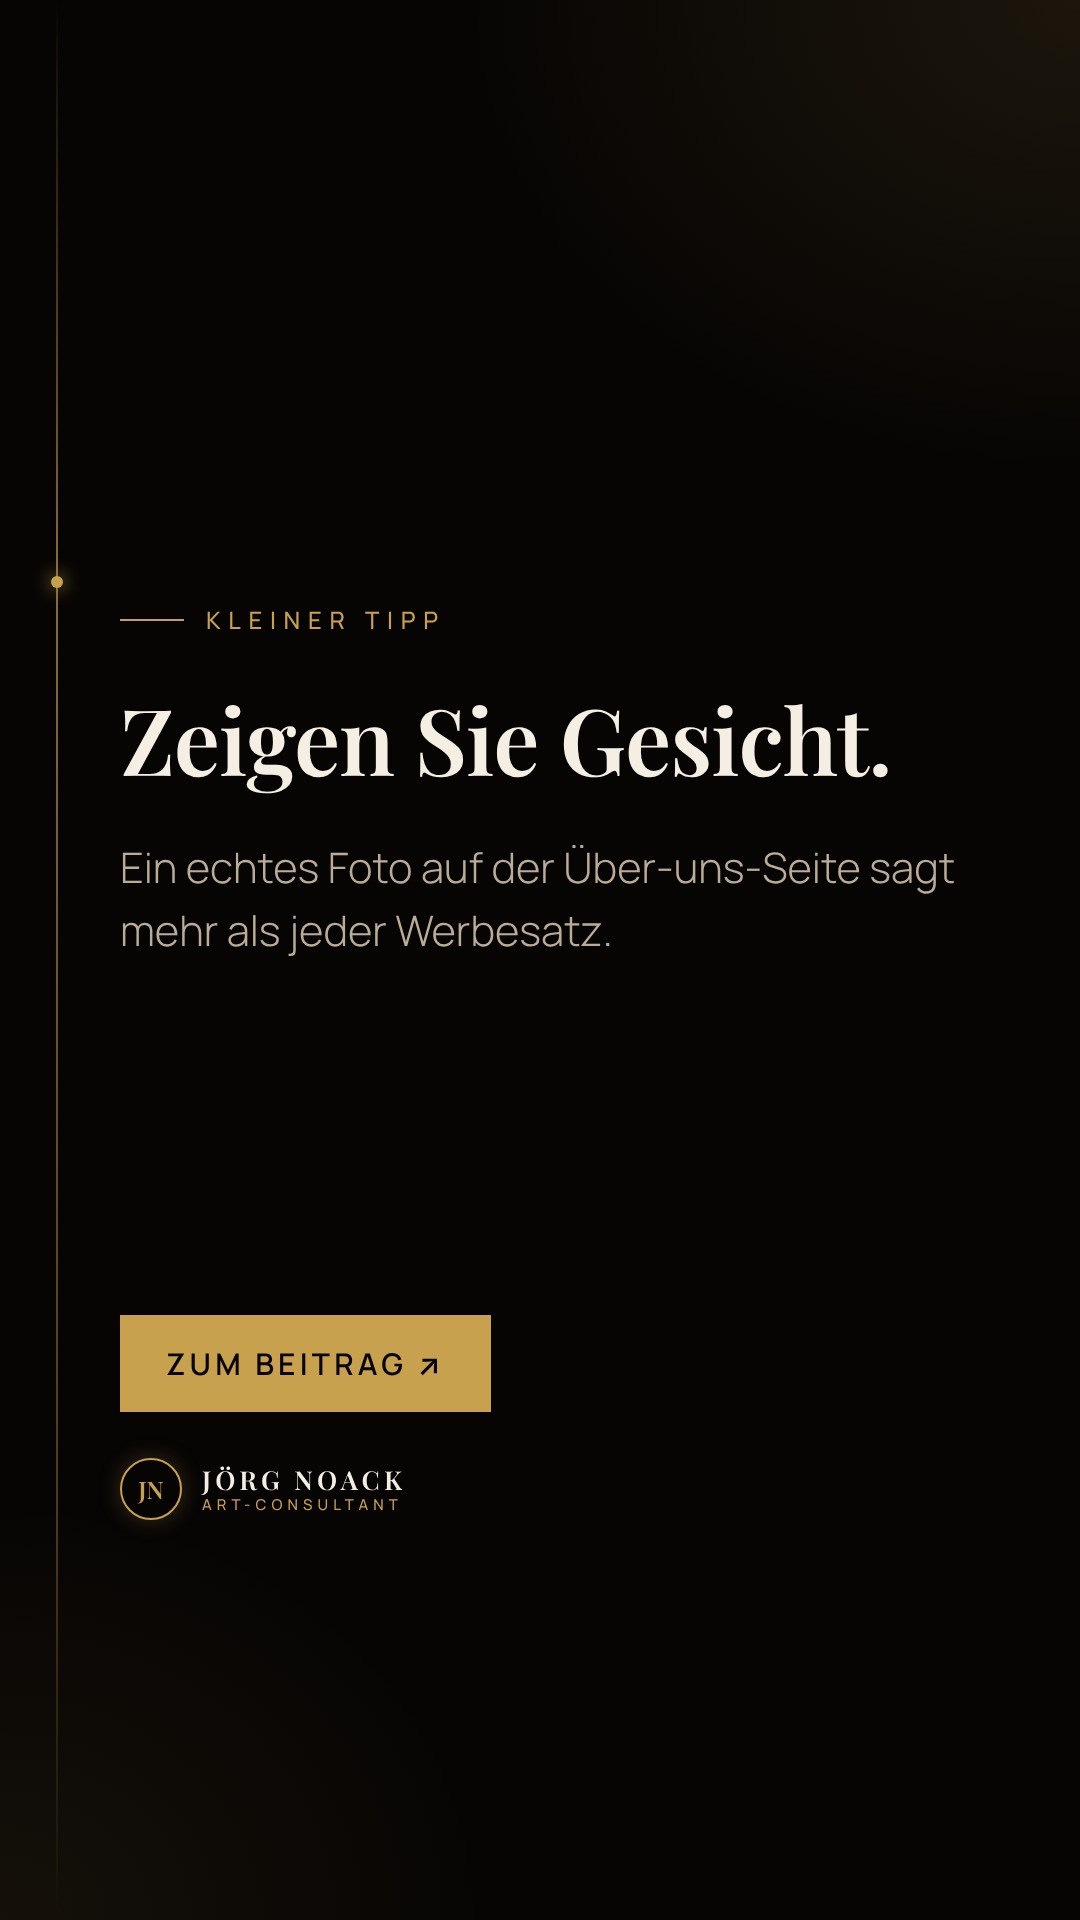 KLEINER TIPP
Zeigen Sie Gesicht.
Ein echtes Foto auf der Über-uns-Seite sagt
mehr als jeder Werbesatz.
ZUM BEITRAG ↗
JN
JÖRG NOACK
ART-CONSULTANT